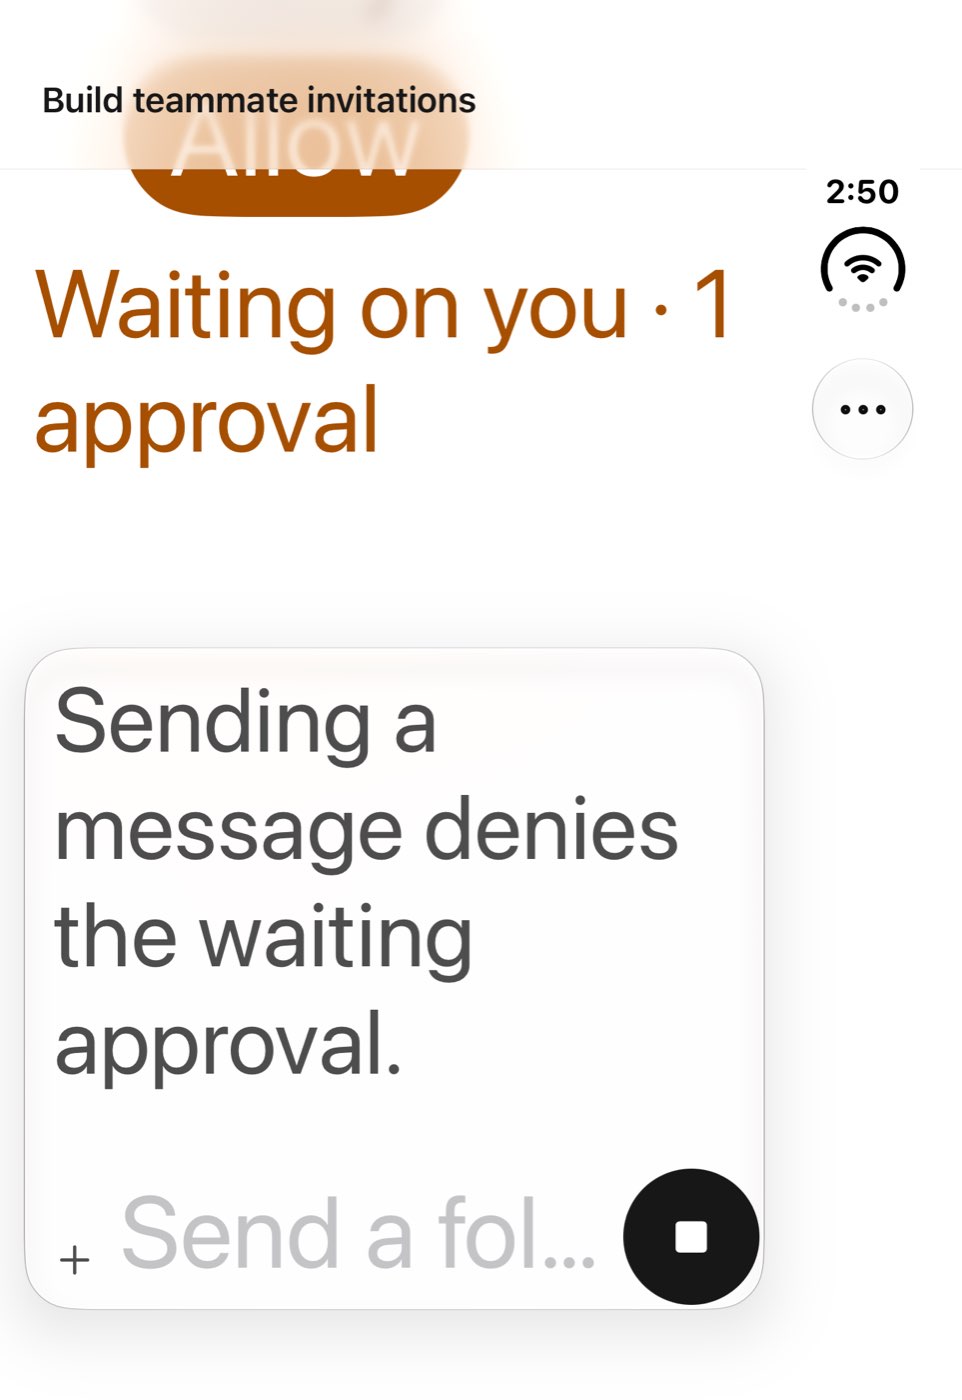 Build teammate invitations
Allow
2:50
Waiting on you · 1
approval
Sending a
message denies
the waiting
approval.
Send a fol...